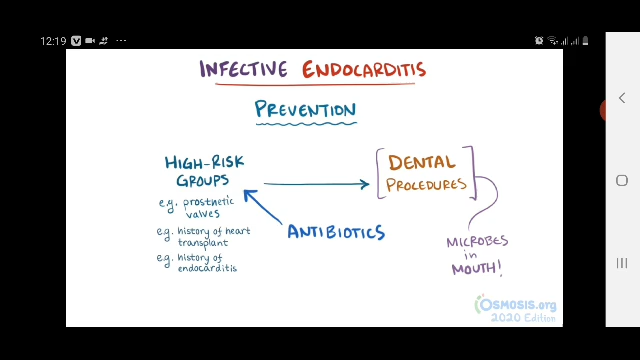 12:19
INFECTIVE ENDOCARDITIS
PREVENTION
HIGH-RISK
GROUPS
e.g. prosthetic
valves
e.g. history of heart
transplant
e.g. history of
endocarditis
ANTIBIOTICS
DENTAL
PROCEDURES
MICROBES
in
MOUTH!
OSMOSIS.org
2020 Edition